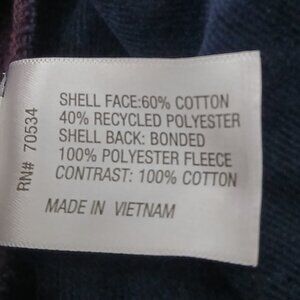 SHELL FACE:60% COTTON
40% RECYCLED POLYESTER
SHELL BACK: BONDED
100% POLYESTER FLEECE
CONTRAST: 100% COTTON
MADE IN VIETNAM
RN# 70534